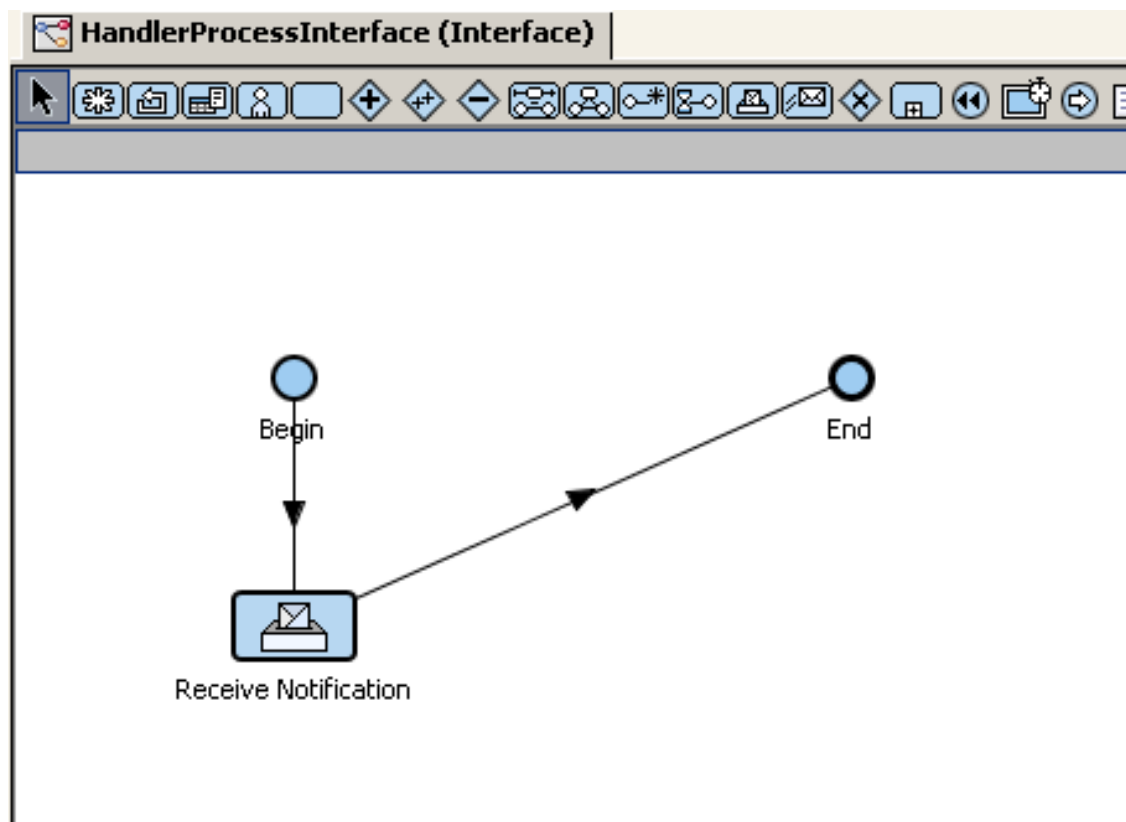 HandlerProcessInterface (Interface)
Begin
End
Receive Notification